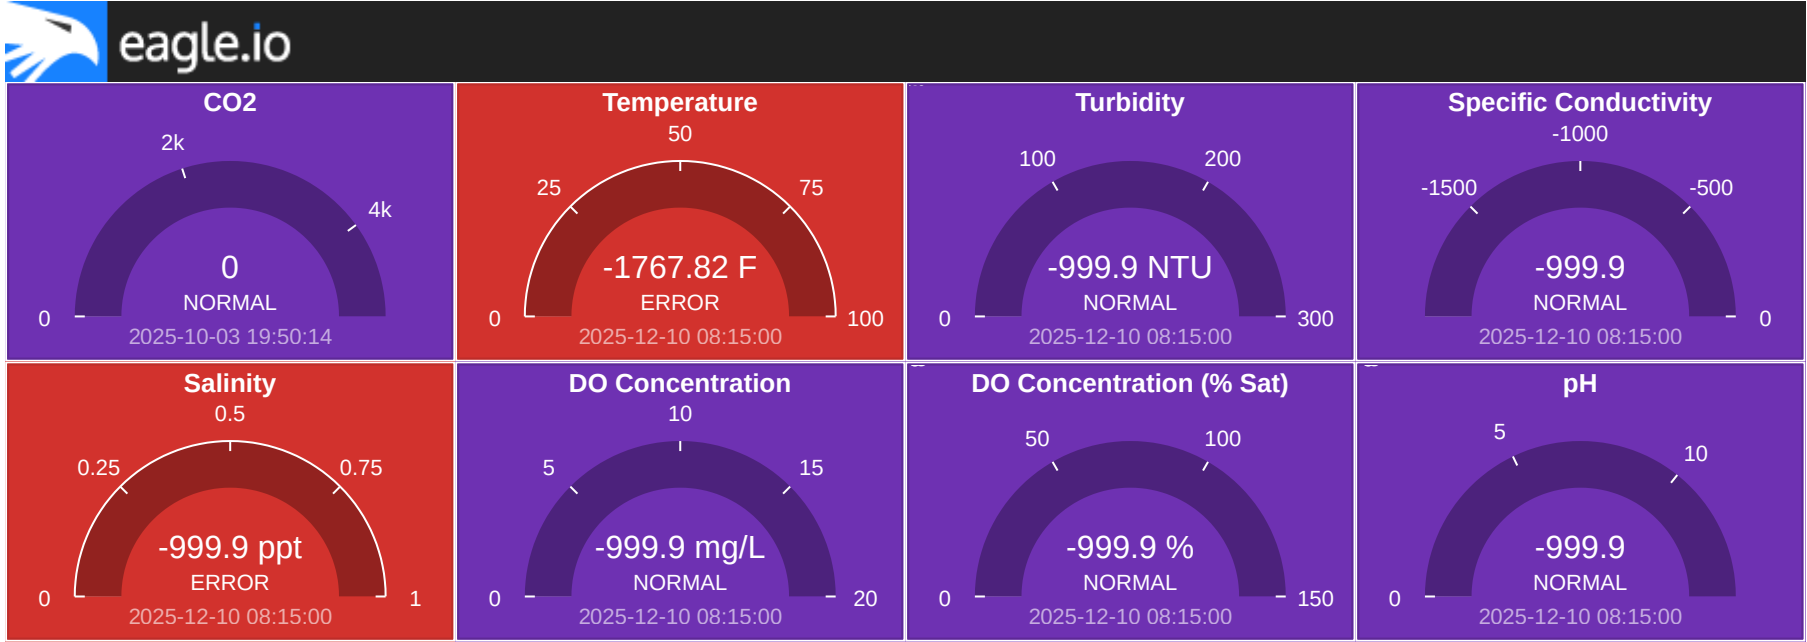 eagle.io
CO2
2k
4k
0
NORMAL
0
2025-10-03 19:50:14
Temperature
50
25
75
-1767.82 F
ERROR
0
100
2025-12-10 08:15:00
Turbidity
100
200
-999.9 NTU
NORMAL
0
300
2025-12-10 08:15:00
Specific Conductivity
-1000
-1500
-500
-999.9
NORMAL
0
2025-12-10 08:15:00
Salinity
0.5
0.25
0.75
-999.9 ppt
ERROR
0
1
2025-12-10 08:15:00
DO Concentration
10
5
15
-999.9 mg/L
NORMAL
0
20
2025-12-10 08:15:00
DO Concentration (% Sat)
50
100
-999.9 %
NORMAL
0
150
2025-12-10 08:15:00
pH
5
10
-999.9
NORMAL
0
2025-12-10 08:15:00